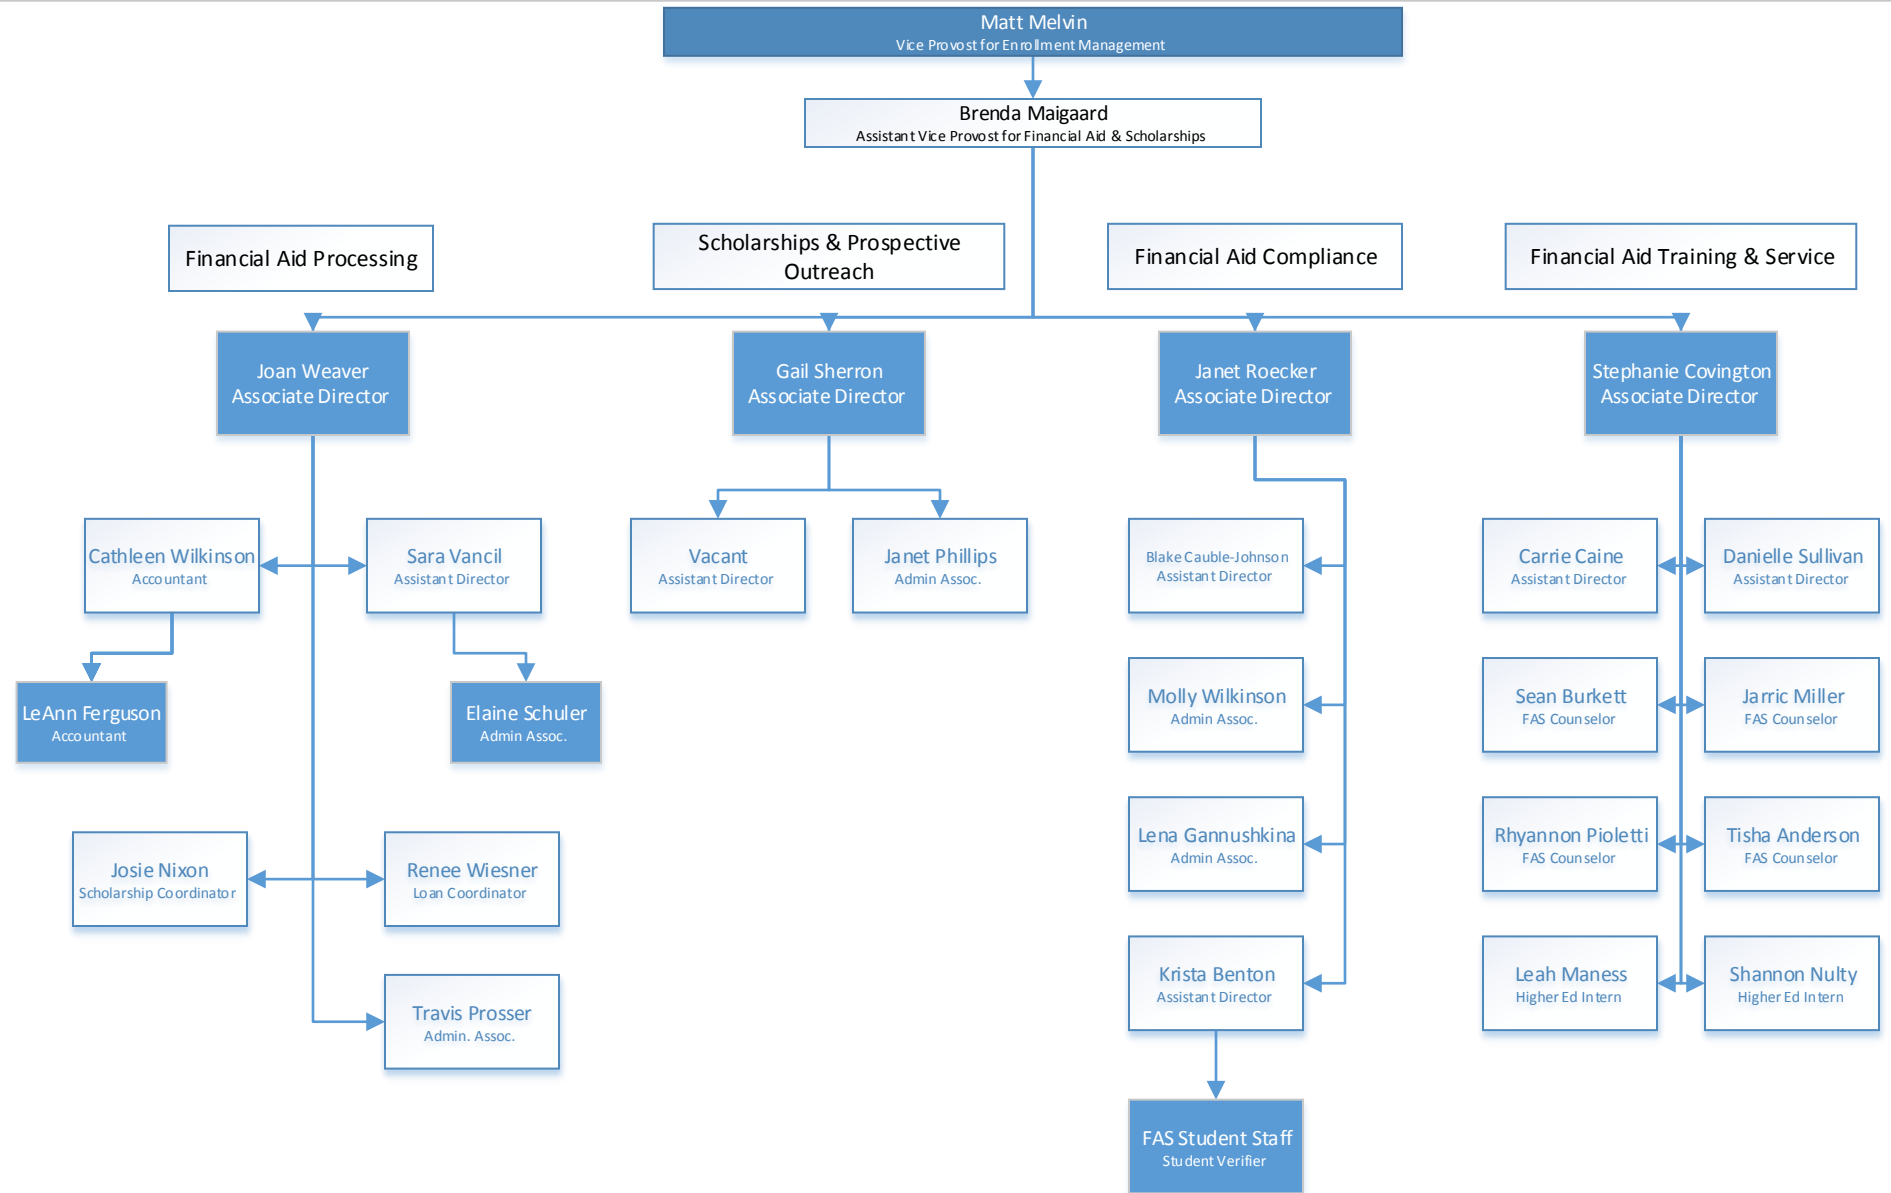 Matt Melvin
Vice Provost for Enrollment Management
Brenda Maigaard
Assistant Vice Provost for Financial Aid & Scholarships
Financial Aid Processing
Scholarships & Prospective
Outreach
Financial Aid Compliance
Financial Aid Training & Service
Joan Weaver
Associate Director
Gail Sherron
Associate Director
Janet Roecker
Associate Director
Stephanie Covington
Associate Director
Cathleen Wilkinson
Accountant
Sara Vancil
Assistant Director
Vacant
Assistant Director
Janet Phillips
Admin Assoc.
Blake Cauble-Johnson
Assistant Director
Carrie Caine
Assistant Director
Danielle Sullivan
Assistant Director
LeAnn Ferguson
Accountant
Elaine Schuler
Admin Assoc.
Molly Wilkinson
Admin Assoc.
Sean Burkett
FAS Counselor
Jarric Miller
FAS Counselor
Josie Nixon
Scholarship Coordinator
Renee Wiesner
Loan Coordinator
Lena Gannushkina
Admin Assoc.
Rhyannon Pioletti
FAS Counselor
Tisha Anderson
FAS Counselor
Travis Prosser
Admin. Assoc.
Krista Benton
Assistant Director
Leah Maness
Higher Ed Intern
Shannon Nulty
Higher Ed Intern
FAS Student Staff
Student Verifier